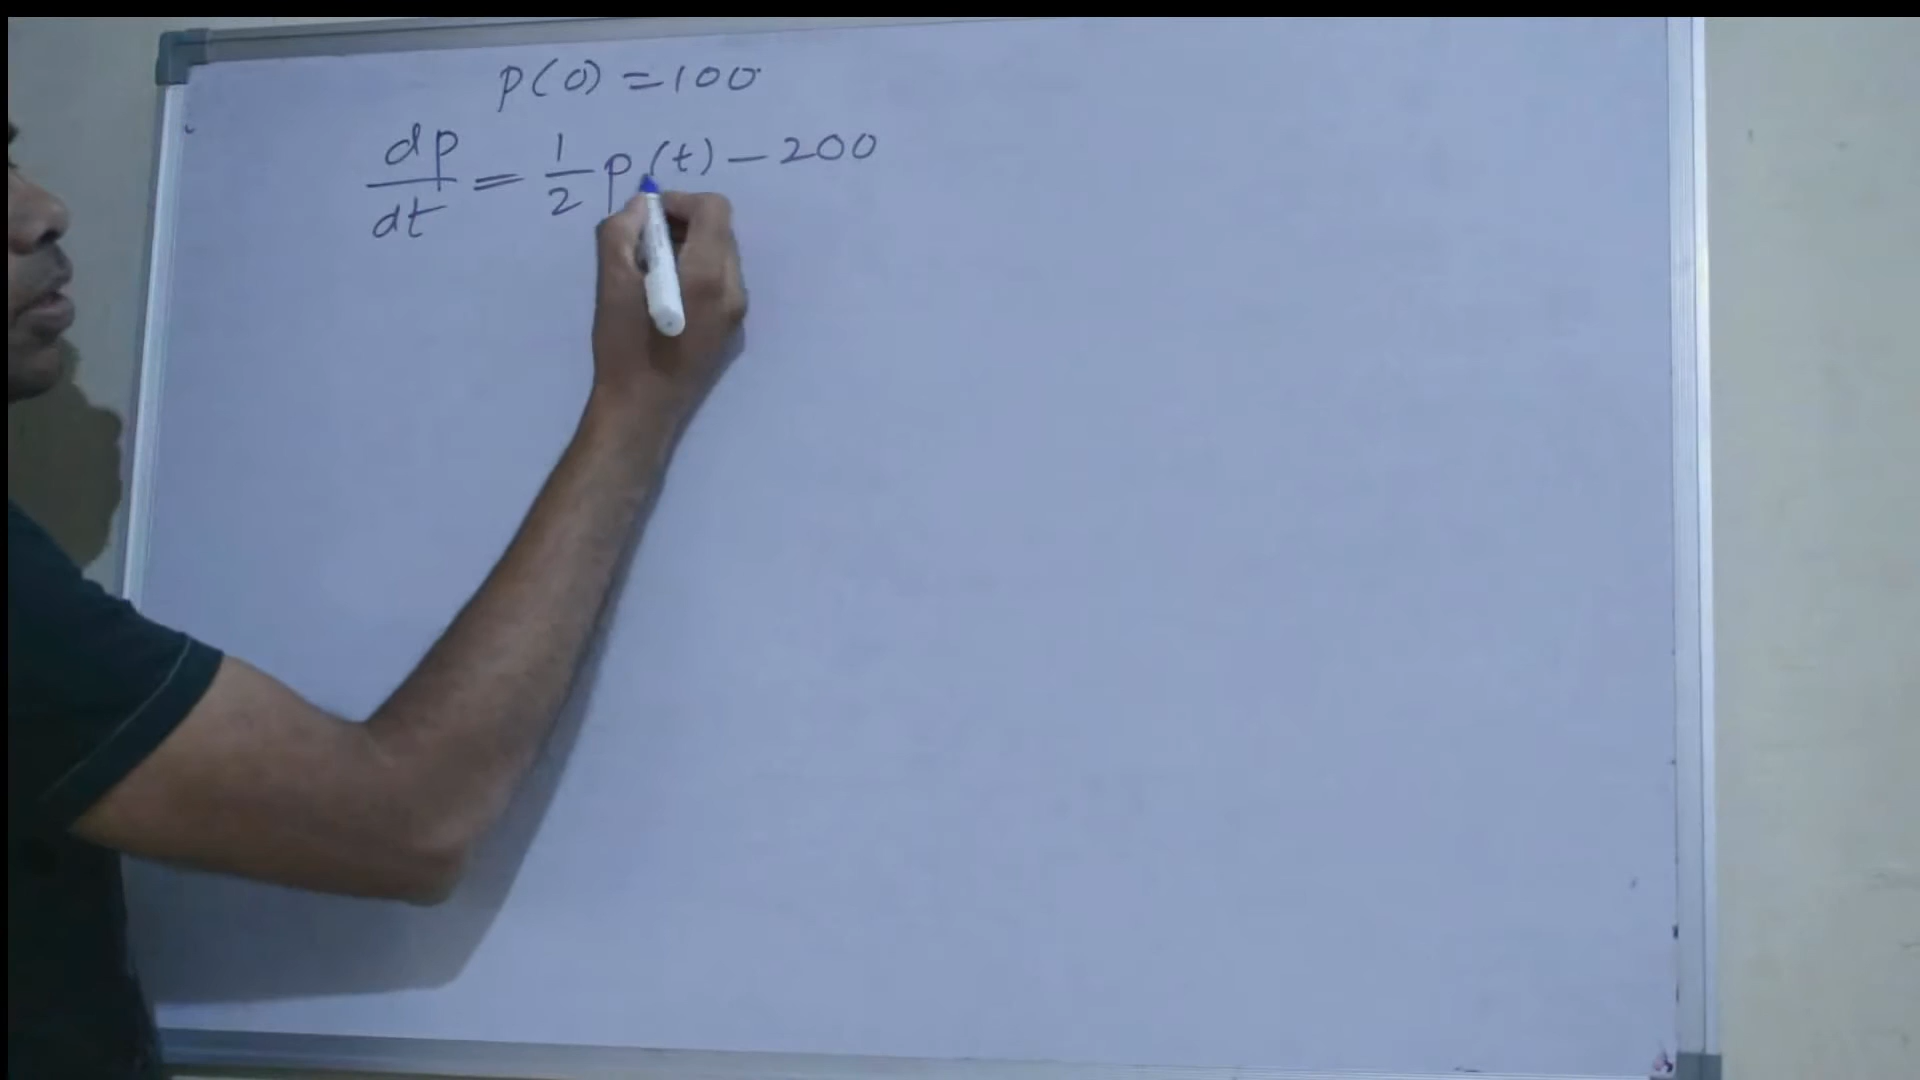 p(0) = 100
dp/dt = 1/2 p(t) - 200